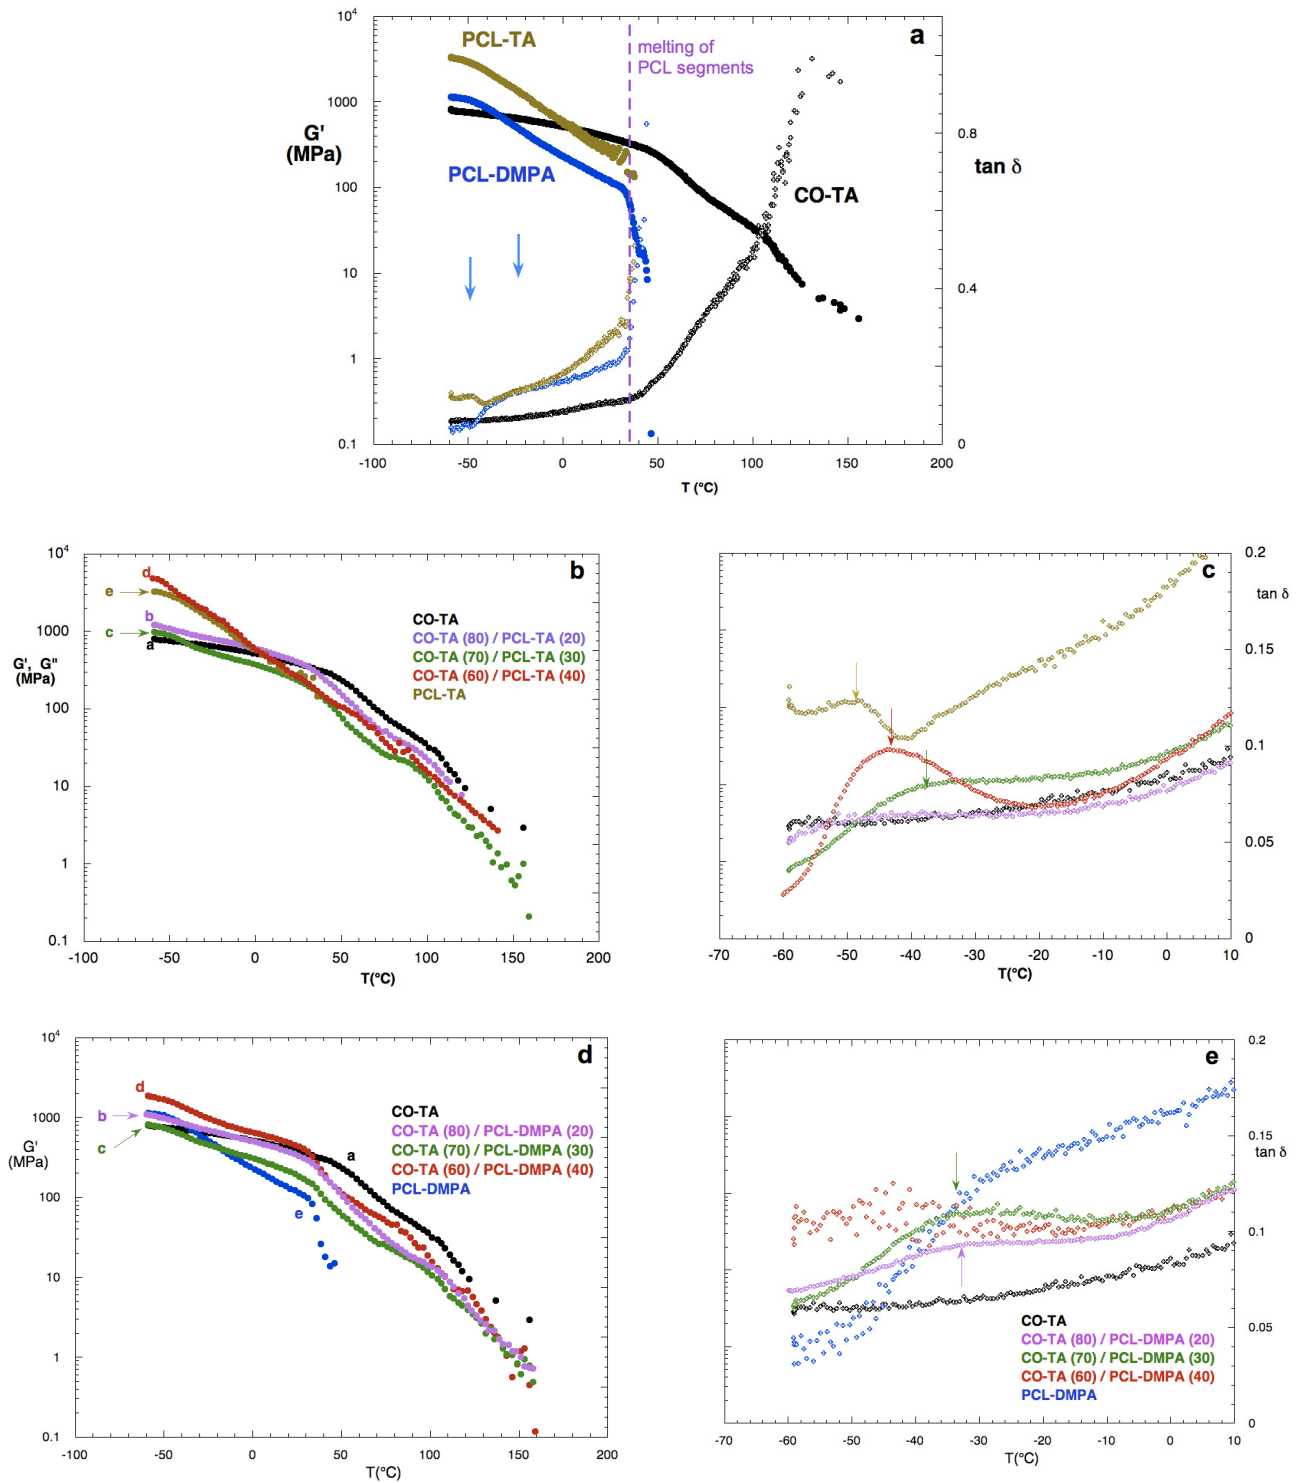 a
10⁴
1000
100
10
1
0.1
G'
(MPa)
PCL-TA
PCL-DMPA
melting of
PCL segments
CO-TA
0.8
0.4
0
tan δ
-100 -50 0 50 100 150 200
T (°C)
b
10⁴
1000
100
10
1
0.1
G', G"
(MPa)
d
e
b
c
a
CO-TA
CO-TA (80) / PCL-TA (20)
CO-TA (70) / PCL-TA (30)
CO-TA (60) / PCL-TA (40)
PCL-TA
-100 -50 0 50 100 150 200
T(°C)
c
0.2
0.15
0.1
0.05
0
tan δ
-70 -60 -50 -40 -30 -20 -10 0 10
T(°C)
d
10⁴
1000
100
10
1
0.1
G'
(MPa)
d
b
c
a
e
CO-TA
CO-TA (80) / PCL-DMPA (20)
CO-TA (70) / PCL-DMPA (30)
CO-TA (60) / PCL-DMPA (40)
PCL-DMPA
-100 -50 0 50 100 150 200
T(°C)
e
0.2
0.15
0.1
0.05
0
tan δ
CO-TA
CO-TA (80) / PCL-DMPA (20)
CO-TA (70) / PCL-DMPA (30)
CO-TA (60) / PCL-DMPA (40)
PCL-DMPA
-70 -60 -50 -40 -30 -20 -10 0 10
T(°C)